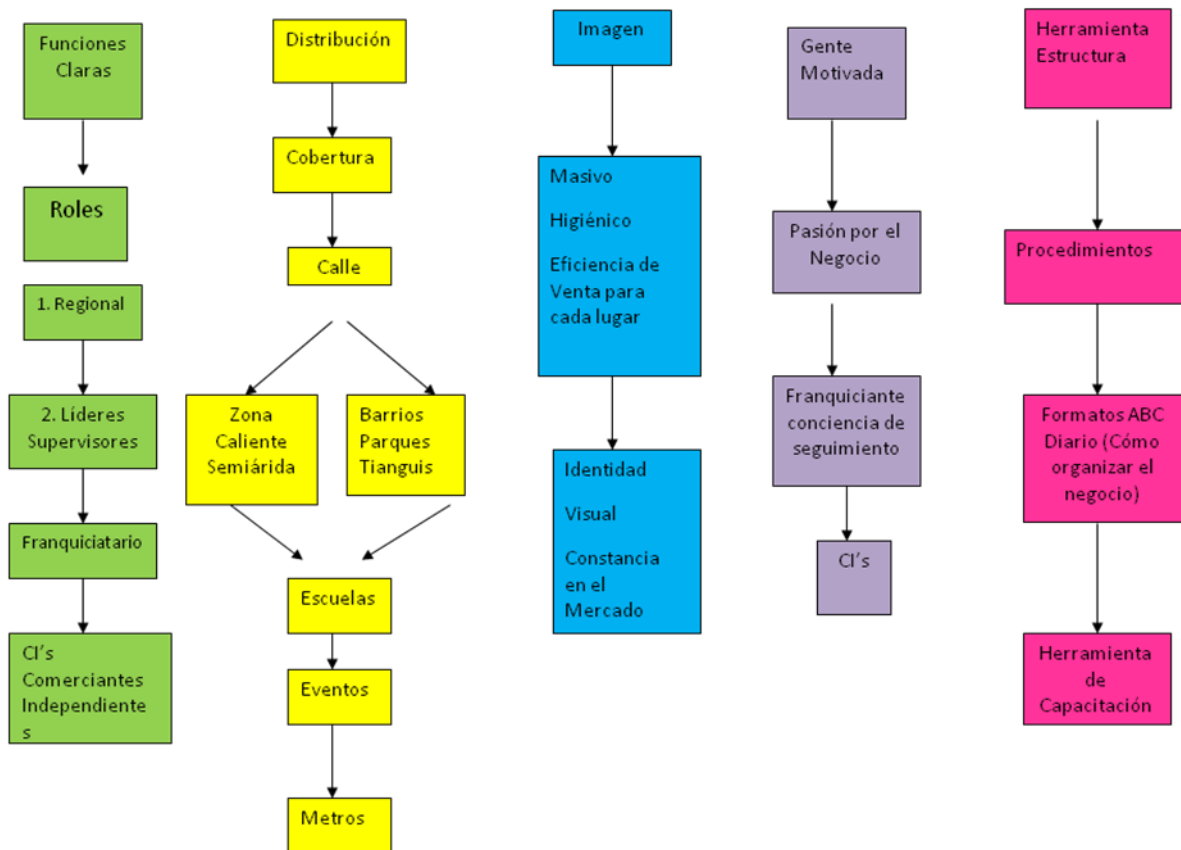 Funciones
Claras
Roles
1. Regional
2. Líderes
Supervisores
Franquiciatario
CI's
Comerciantes
Independiente
s
Distribución
Cobertura
Calle
Zona
Caliente
Semiárida
Barrios
Parques
Tianguis
Escuelas
Eventos
Metros
Imagen
Masivo
Higiénico
Eficiencia de
Venta para
cada lugar
Identidad
Visual
Constancia
en el
Mercado
Gente
Motivada
Pasión por el
Negocio
Franquiciante
conciencia de
seguimiento
CI's
Herramienta
Estructura
Procedimientos
Formatos ABC
Diario (Cómo
organizar el
negocio)
Herramienta
de
Capacitación